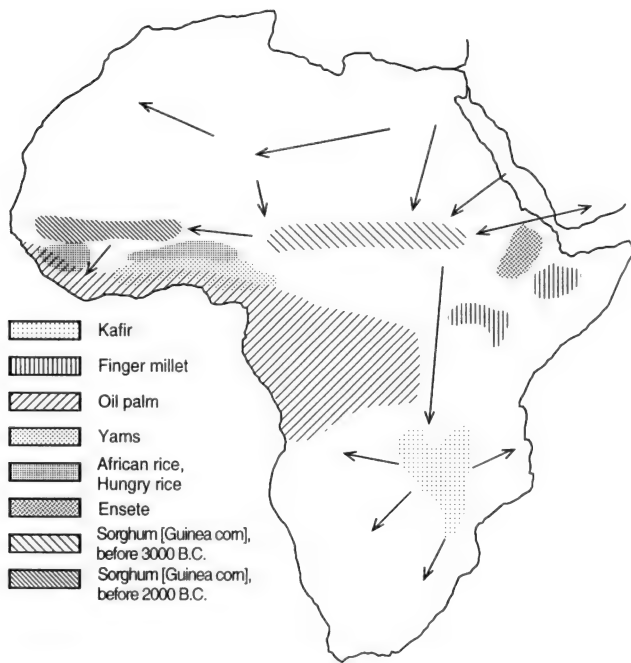 Kafir
Finger millet
Oil palm
Yams
African rice,
Hungry rice
Ensete
Sorghum [Guinea corn],
before 3000 B.C.
Sorghum [Guinea corn],
before 2000 B.C.